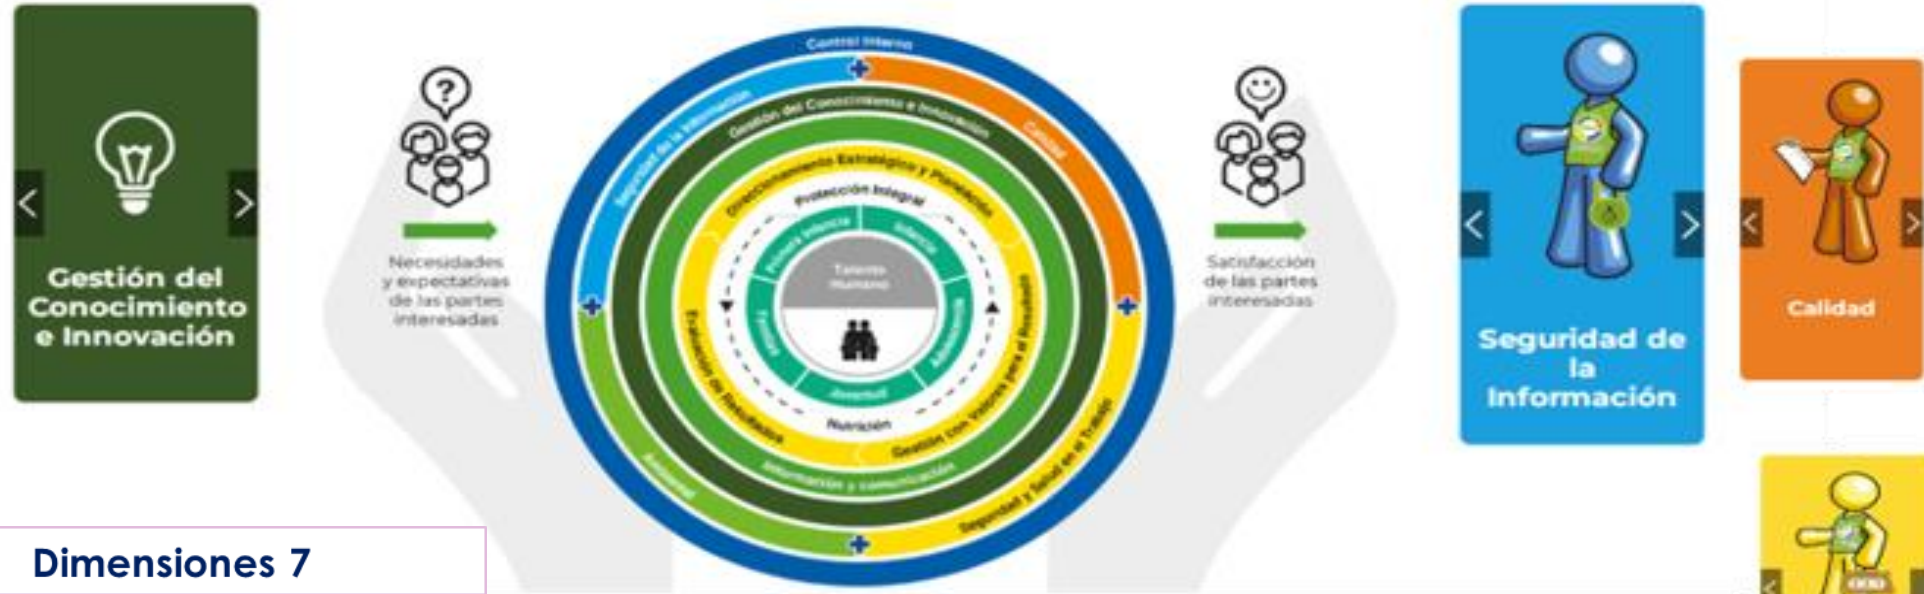 Gestión del
Conocimiento
e Innovación
?
Necesidades
y expectativas
de las partes
interesadas
Control Interno
Seguridad de la Información
Calidad
Gestión del Conocimiento e Innovación
Direccionamiento Estratégico y Planeación
Protección Integral
Primera Infancia
Infancia
Talento
Humano
Familia
Adolescencia
Juventud
Nutrición
Evaluación de Resultados
Gestión con Valores para el Resultado
Información y comunicación
Ambiental
Seguridad y Salud en el Trabajo
Satisfacción
de las partes
interesadas
Seguridad de
la
Información
Calidad
Dimensiones 7